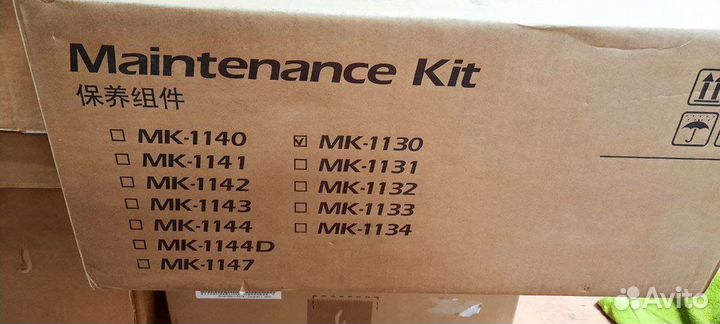 Maintenance Kit
保养组件
MK-1140
MK-1141
MK-1142
MK-1143
MK-1144
MK-1144D
MK-1147
MK-1130
MK-1131
MK-1132
MK-1133
MK-1134
Avito